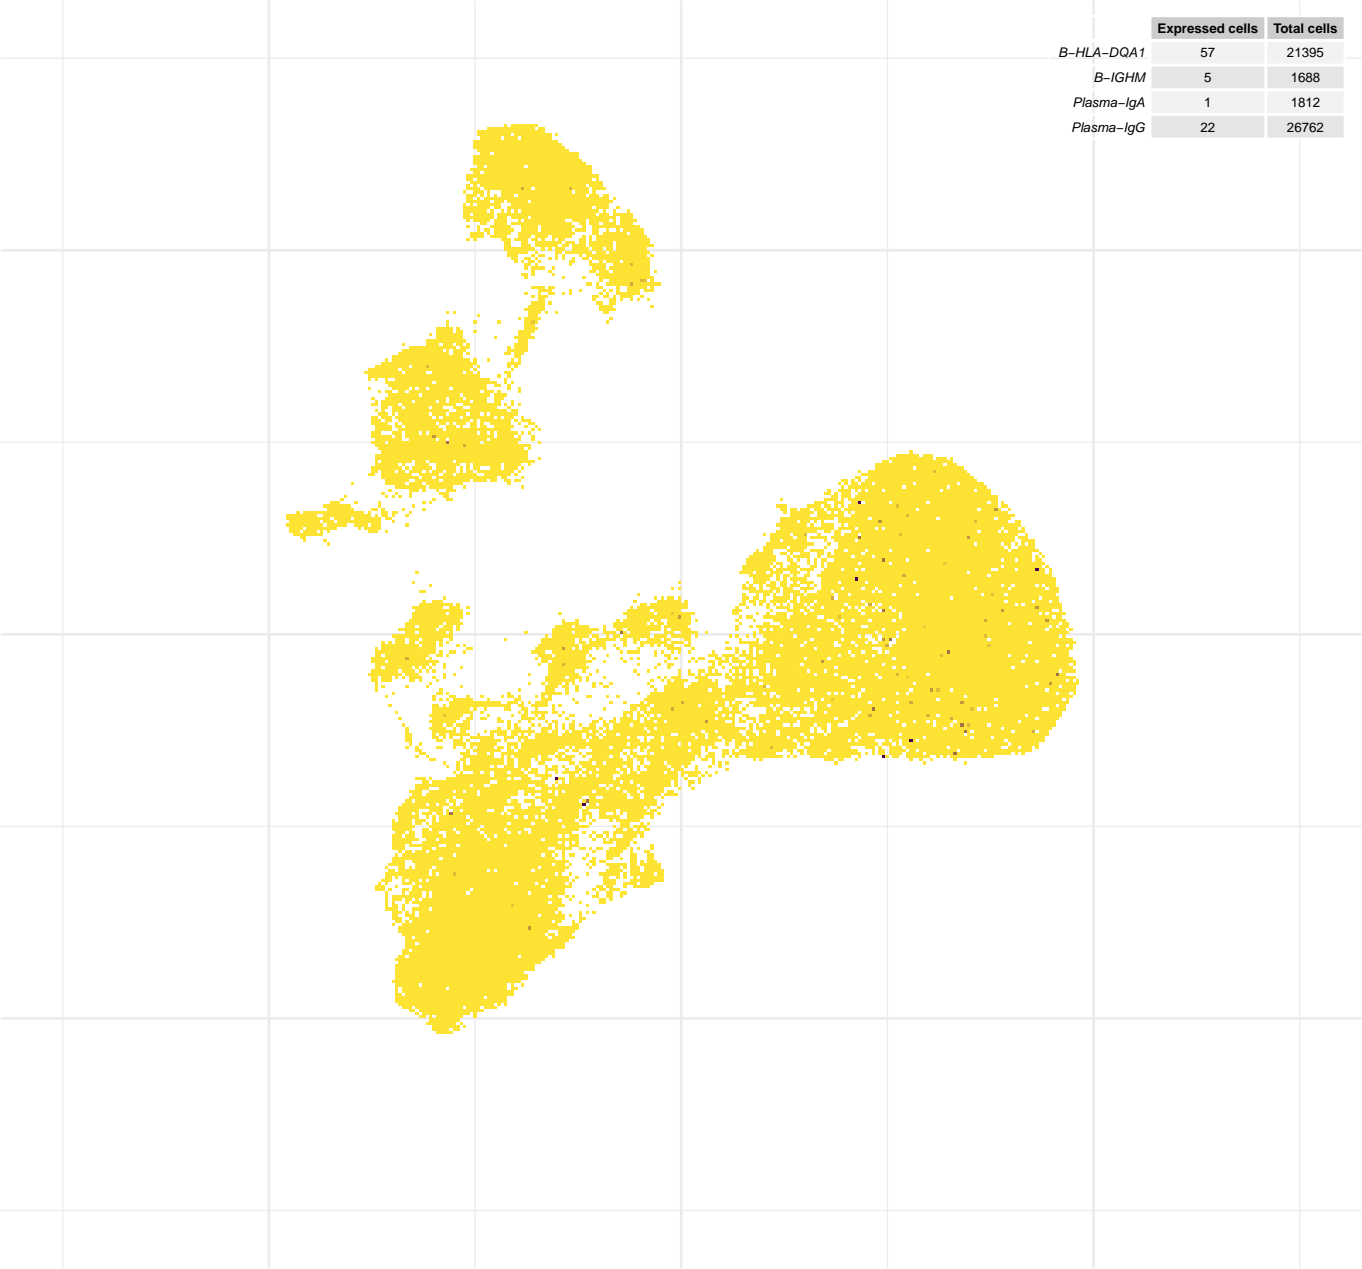 Expressed cells Total cells
B−HLA−DQA1 57 21395
B−IGHM 5 1688
Plasma−IgA 1 1812
Plasma−IgG 22 26762